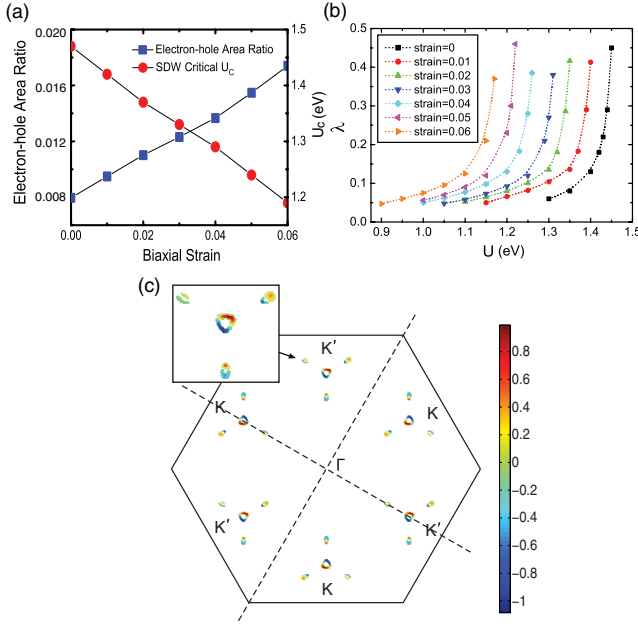 (a)
0.020
0.016
0.012
0.008
Electron-hole Area Ratio
Electron-hole Area Ratio
SDW Critical U_C
1.5
1.4
1.3
1.2
U_C (eV)
0.00 0.02 0.04 0.06
Biaxial Strain
(b)
0.5
0.4
0.3
0.2
0.1
0.0
λ
strain=0
strain=0.01
strain=0.02
strain=0.03
strain=0.04
strain=0.05
strain=0.06
0.9 1.0 1.1 1.2 1.3 1.4 1.5
U (eV)
(c)
K'
K
K
Γ
K'
K'
K
0.8
0.6
0.4
0.2
0
-0.2
-0.4
-0.6
-0.8
-1